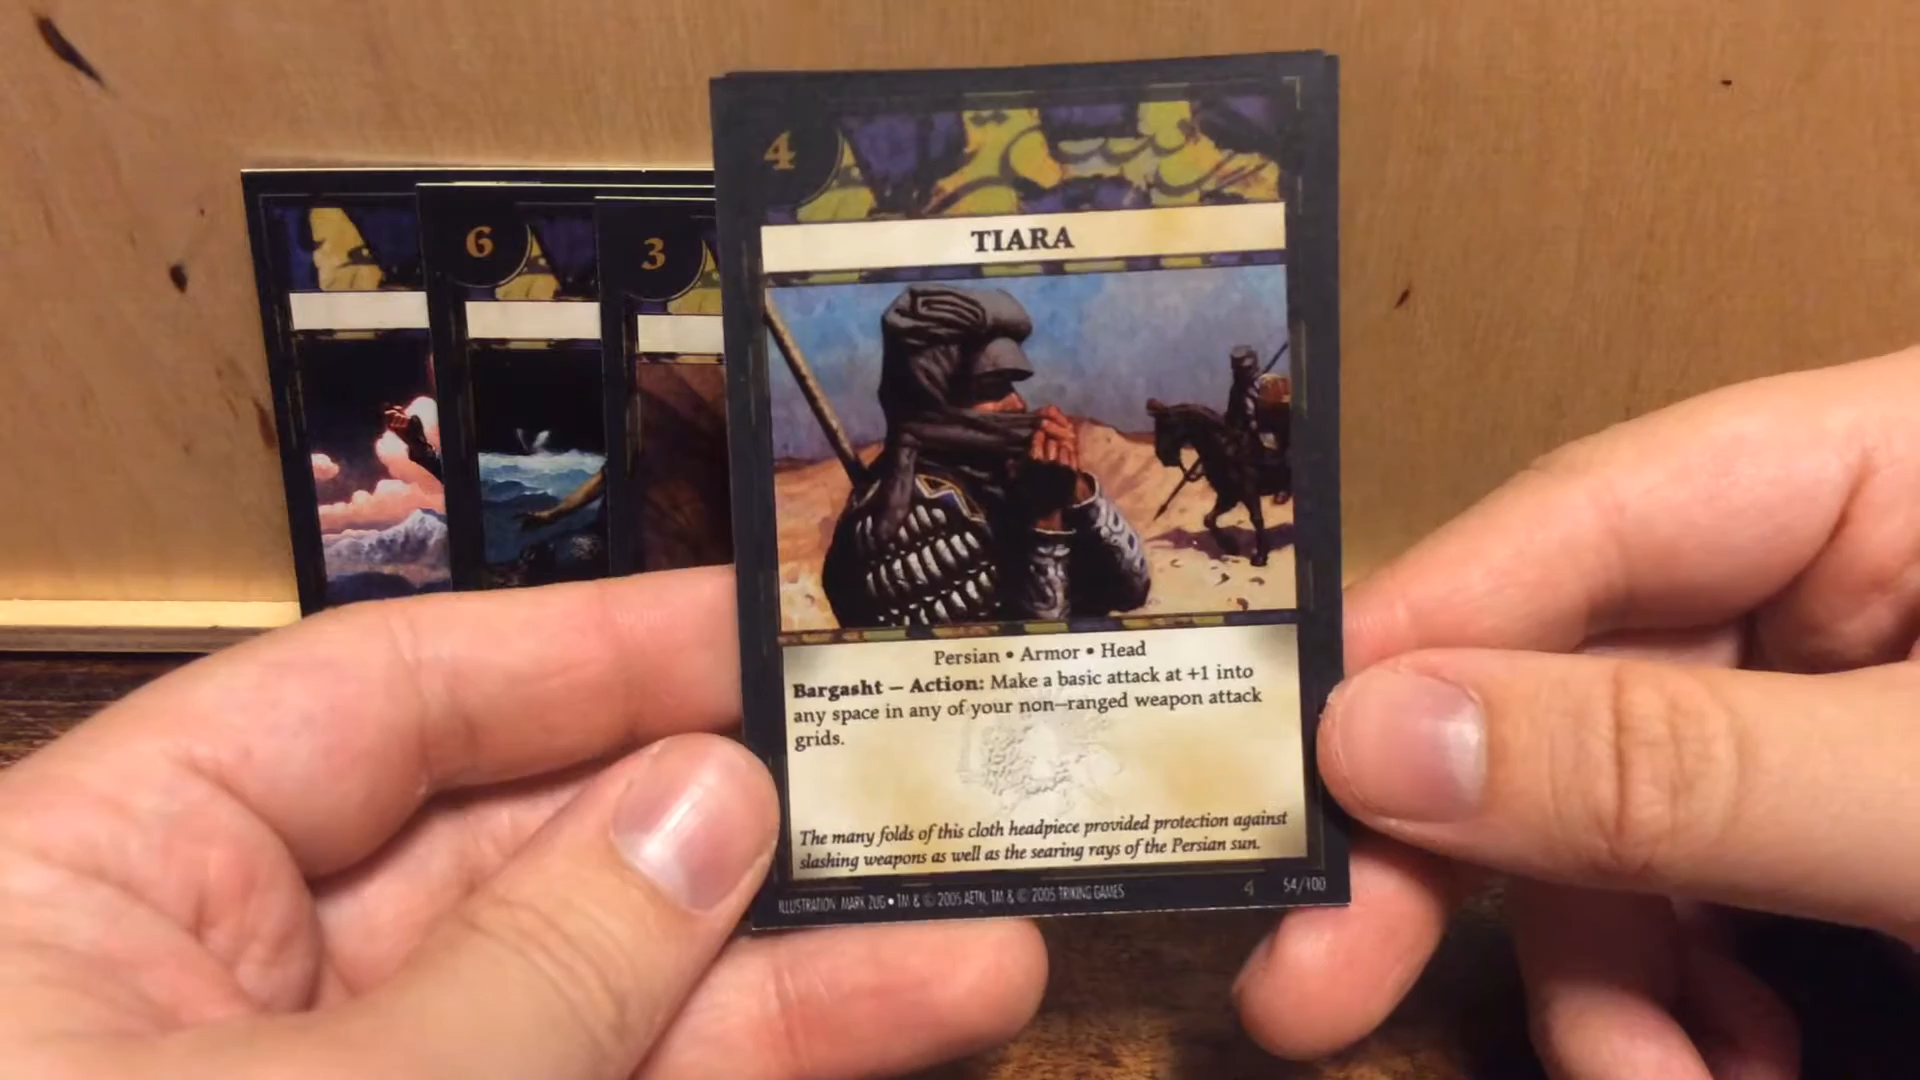 6
3
4
TIARA
Persian • Armor • Head
Bargasht – Action: Make a basic attack at +1 into
any space in any of your non–ranged weapon attack
grids.
The many folds of this cloth headpiece provided protection against
slashing weapons as well as the searing rays of the Persian sun.
ILLUSTRATION MARK ZUG • TM & © 2005 AETN, TM & © 2005 TRIKING GAMES
4 54/100